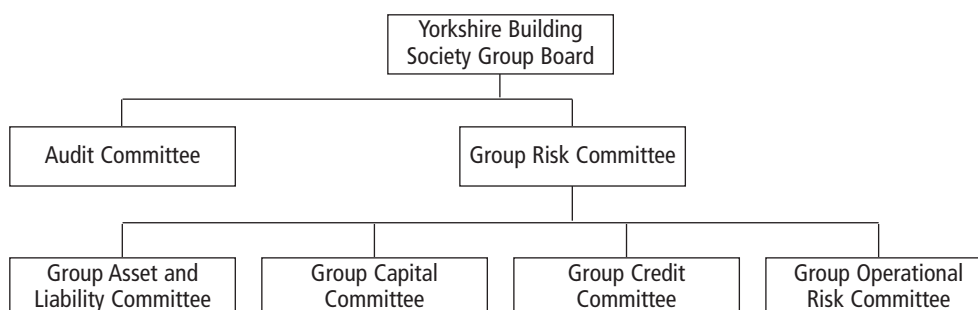 Yorkshire Building
Society Group Board
Audit Committee
Group Risk Committee
Group Asset and
Liability Committee
Group Capital
Committee
Group Credit
Committee
Group Operational
Risk Committee